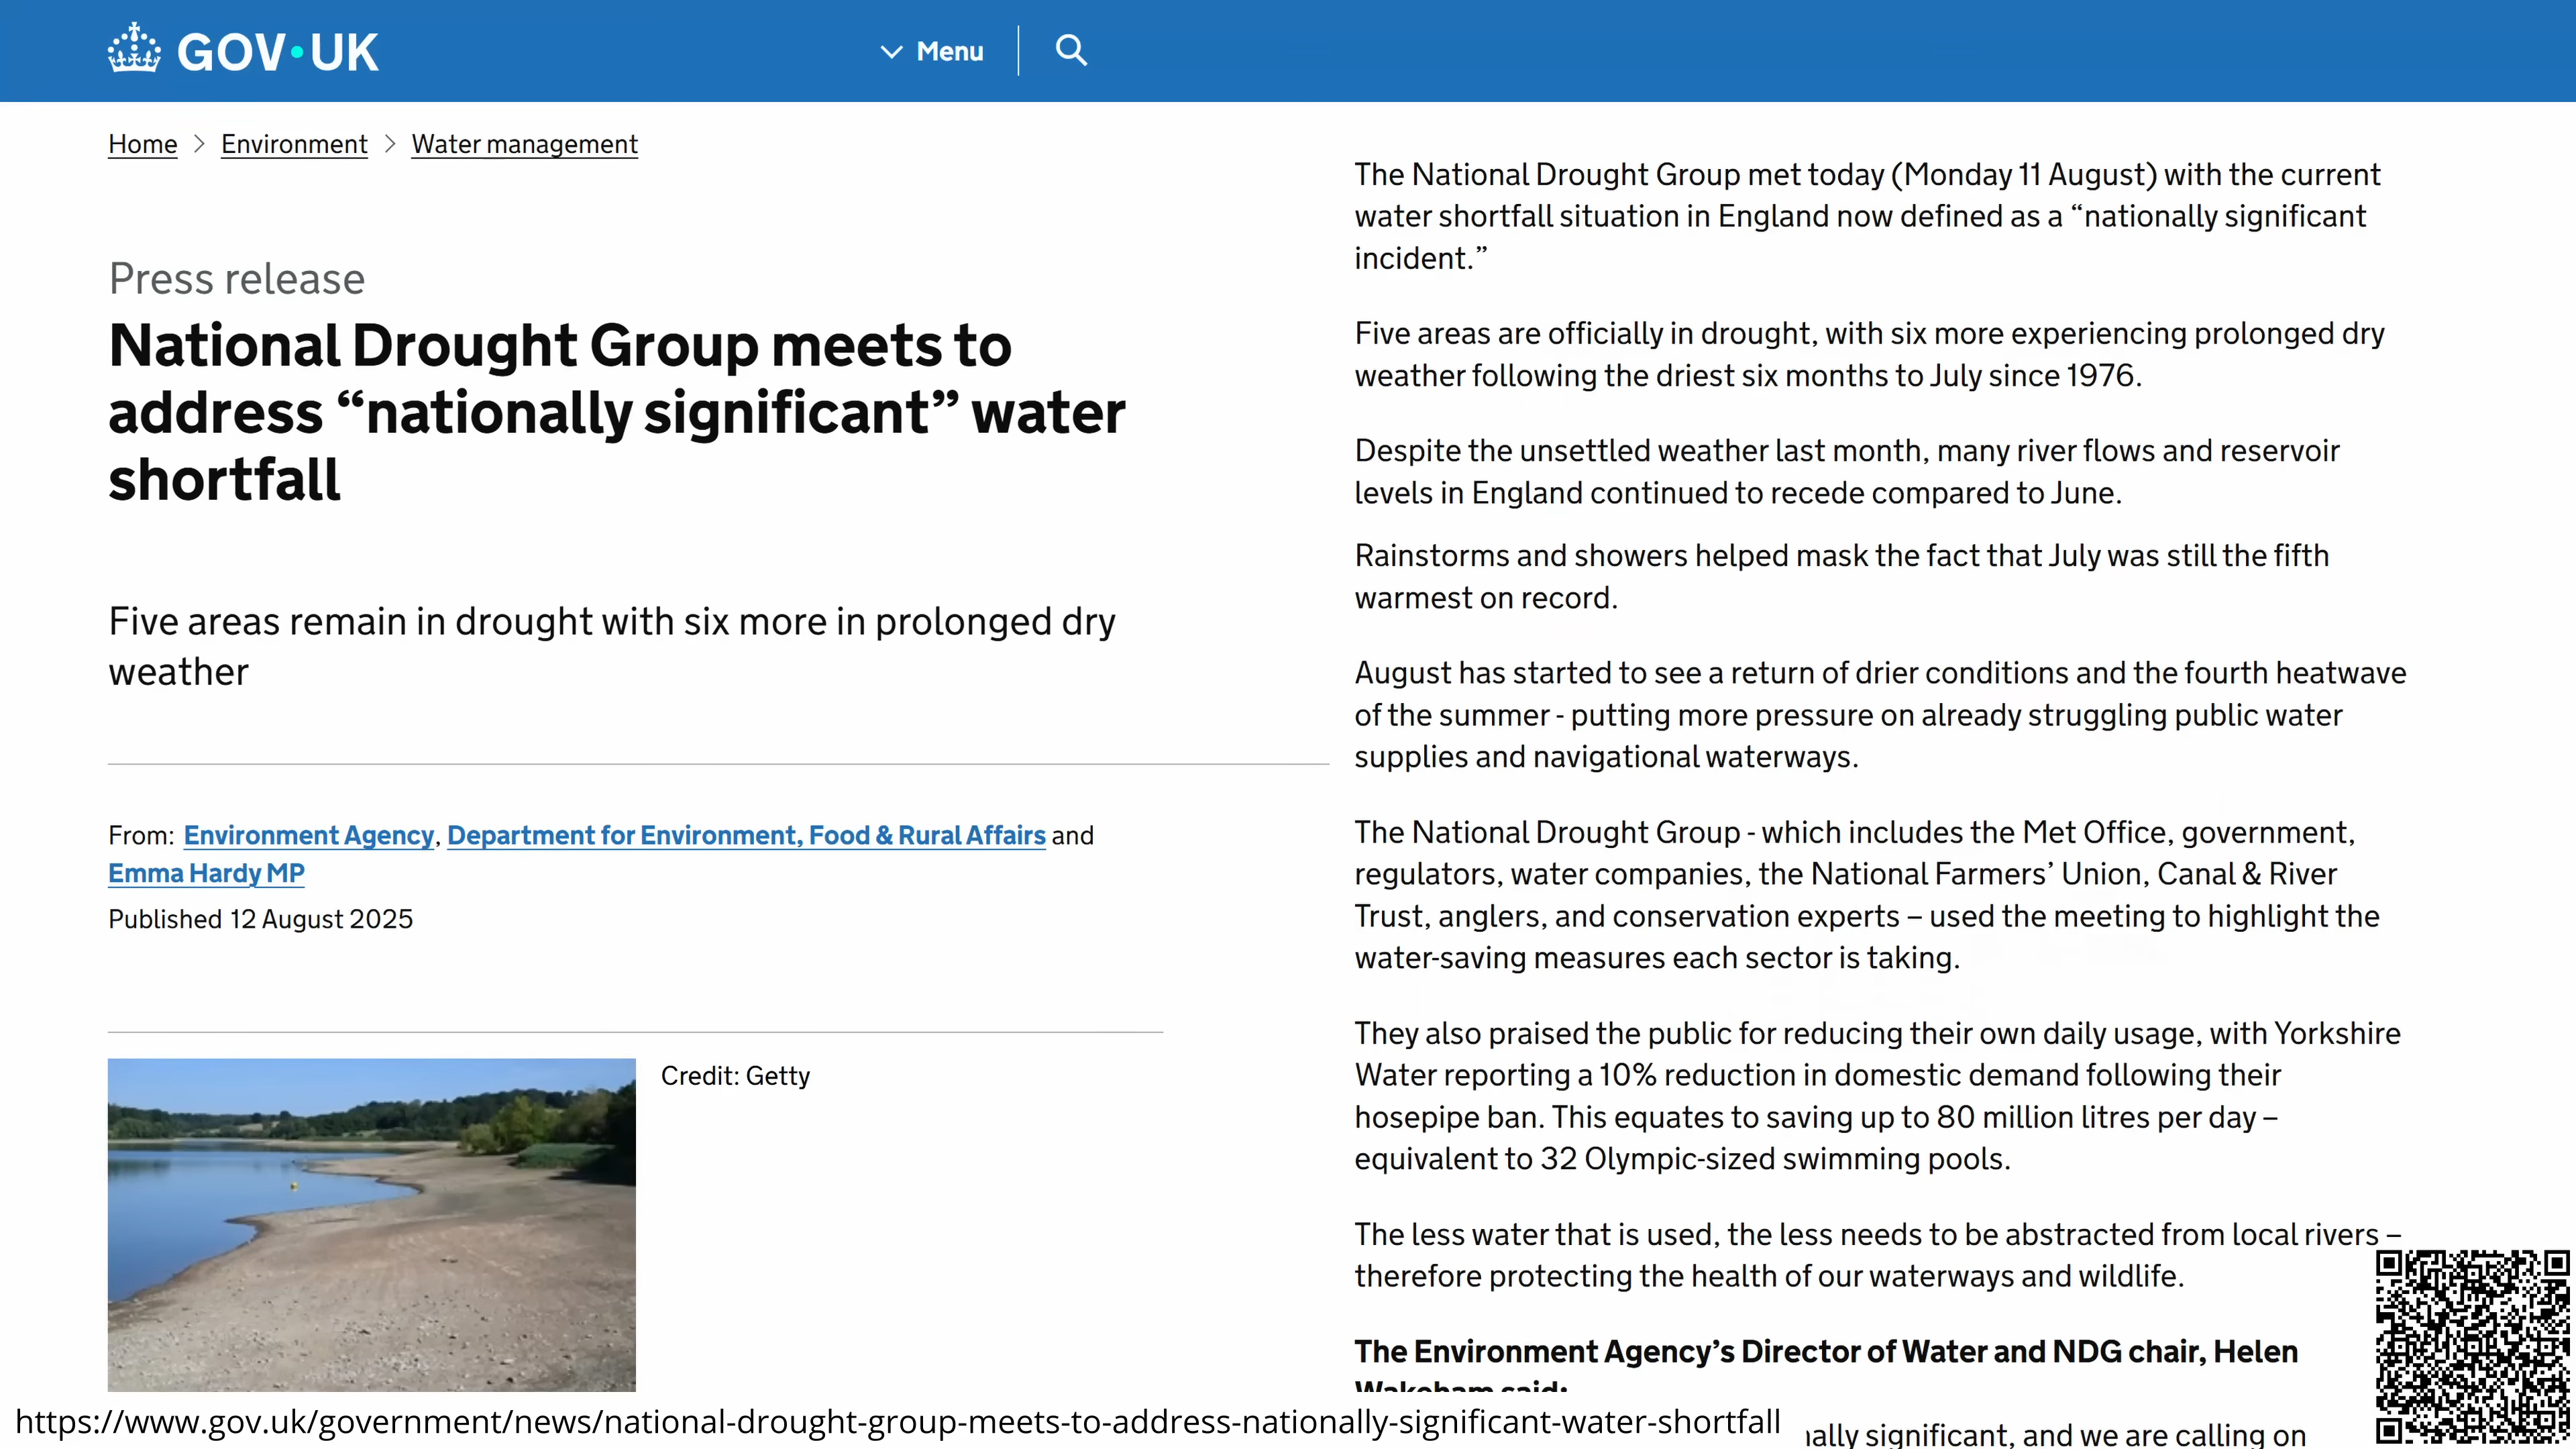 GOV·UK
Menu
Home > Environment > Water management
Press release
National Drought Group meets to
address “nationally significant” water
shortfall
Five areas remain in drought with six more in prolonged dry
weather
From: Environment Agency, Department for Environment, Food & Rural Affairs and
Emma Hardy MP
Published 12 August 2025
Credit: Getty
The National Drought Group met today (Monday 11 August) with the current
water shortfall situation in England now defined as a “nationally significant
incident.”
Five areas are officially in drought, with six more experiencing prolonged dry
weather following the driest six months to July since 1976.
Despite the unsettled weather last month, many river flows and reservoir
levels in England continued to recede compared to June.
Rainstorms and showers helped mask the fact that July was still the fifth
warmest on record.
August has started to see a return of drier conditions and the fourth heatwave
of the summer - putting more pressure on already struggling public water
supplies and navigational waterways.
The National Drought Group - which includes the Met Office, government,
regulators, water companies, the National Farmers’ Union, Canal & River
Trust, anglers, and conservation experts – used the meeting to highlight the
water-saving measures each sector is taking.
They also praised the public for reducing their own daily usage, with Yorkshire
Water reporting a 10% reduction in domestic demand following their
hosepipe ban. This equates to saving up to 80 million litres per day –
equivalent to 32 Olympic-sized swimming pools.
The less water that is used, the less needs to be abstracted from local rivers –
therefore protecting the health of our waterways and wildlife.
The Environment Agency’s Director of Water and NDG chair, Helen
Wakeham said:
significant, and we are calling on
https://www.gov.uk/government/news/national-drought-group-meets-to-address-nationally-significant-water-shortfall